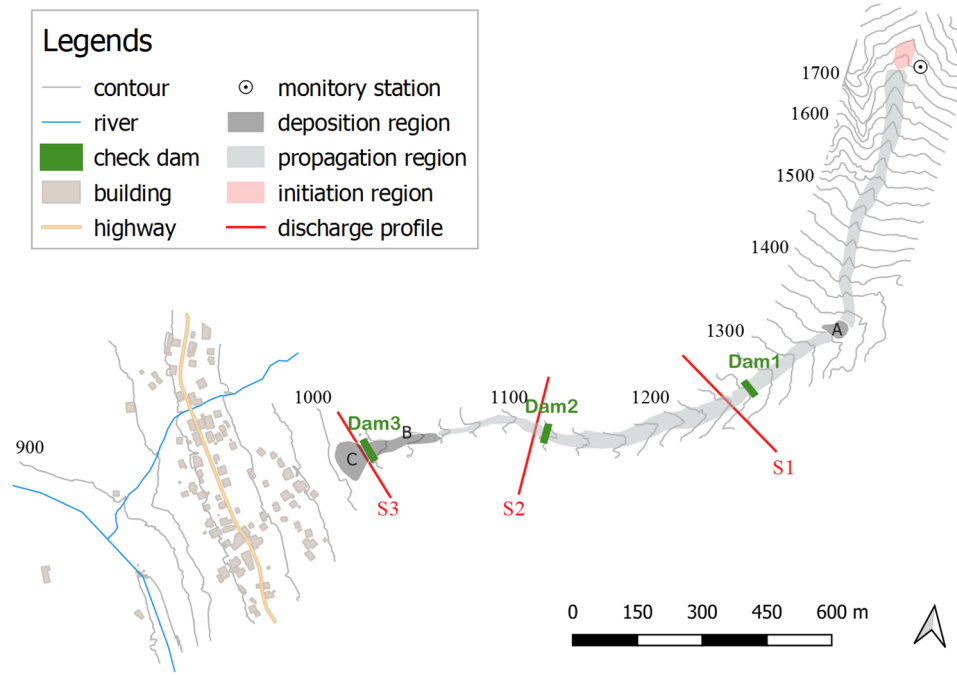 Legends
contour
monitory station
river
deposition region
check dam
propagation region
building
initiation region
highway
discharge profile
1700
1600
1500
1400
1300
A
Dam1
1200
1100
Dam2
1000
Dam3
B
C
900
S1
S2
S3
0 150 300 450 600 m